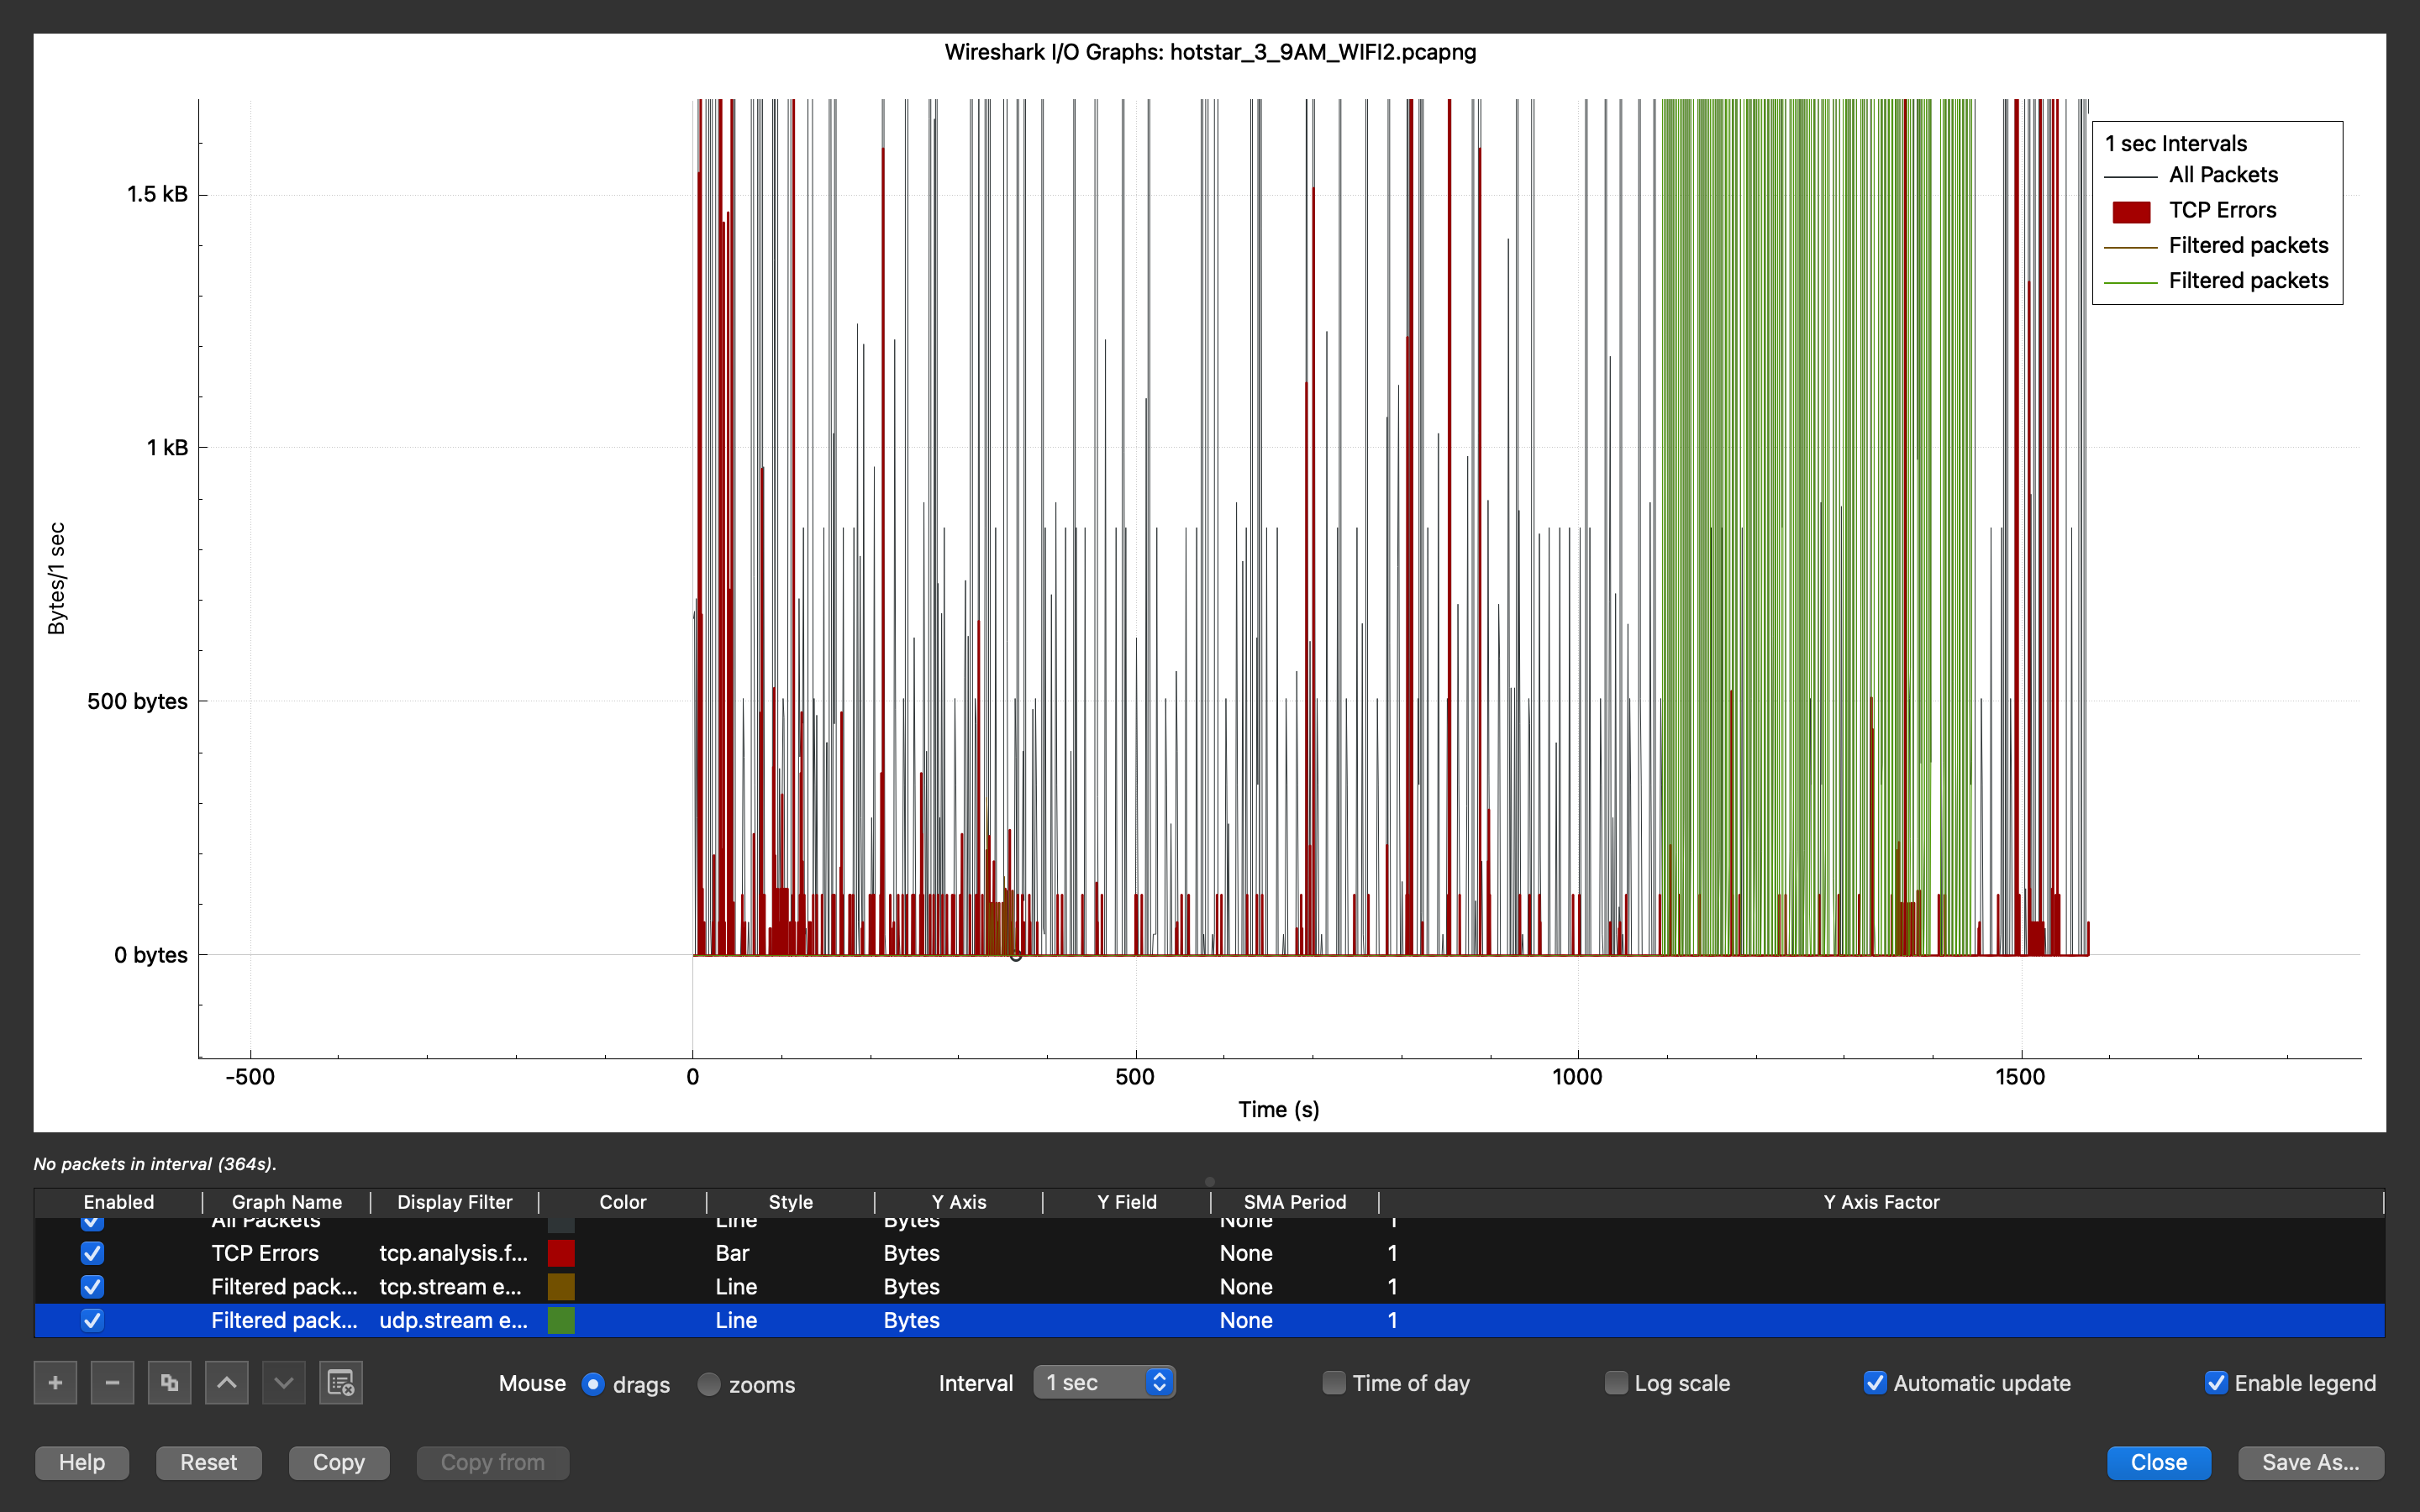 Wireshark I/O Graphs: hotstar_3_9AM_WIFI2.pcapng
1 sec Intervals
All Packets
TCP Errors
Filtered packets
Filtered packets
1.5 kB
1 kB
500 bytes
0 bytes
Bytes/1 sec
-500 0 500 1000 1500
Time (s)
No packets in interval (364s).
Enabled Graph Name Display Filter Color Style Y Axis Y Field SMA Period Y Axis Factor
All Packets Line Bytes None 1
TCP Errors tcp.analysis.f... Bar Bytes None 1
Filtered pack... tcp.stream e... Line Bytes None 1
Filtered pack... udp.stream e... Line Bytes None 1
Mouse drags zooms Interval 1 sec Time of day Log scale Automatic update Enable legend
Help Reset Copy Copy from Close Save As...